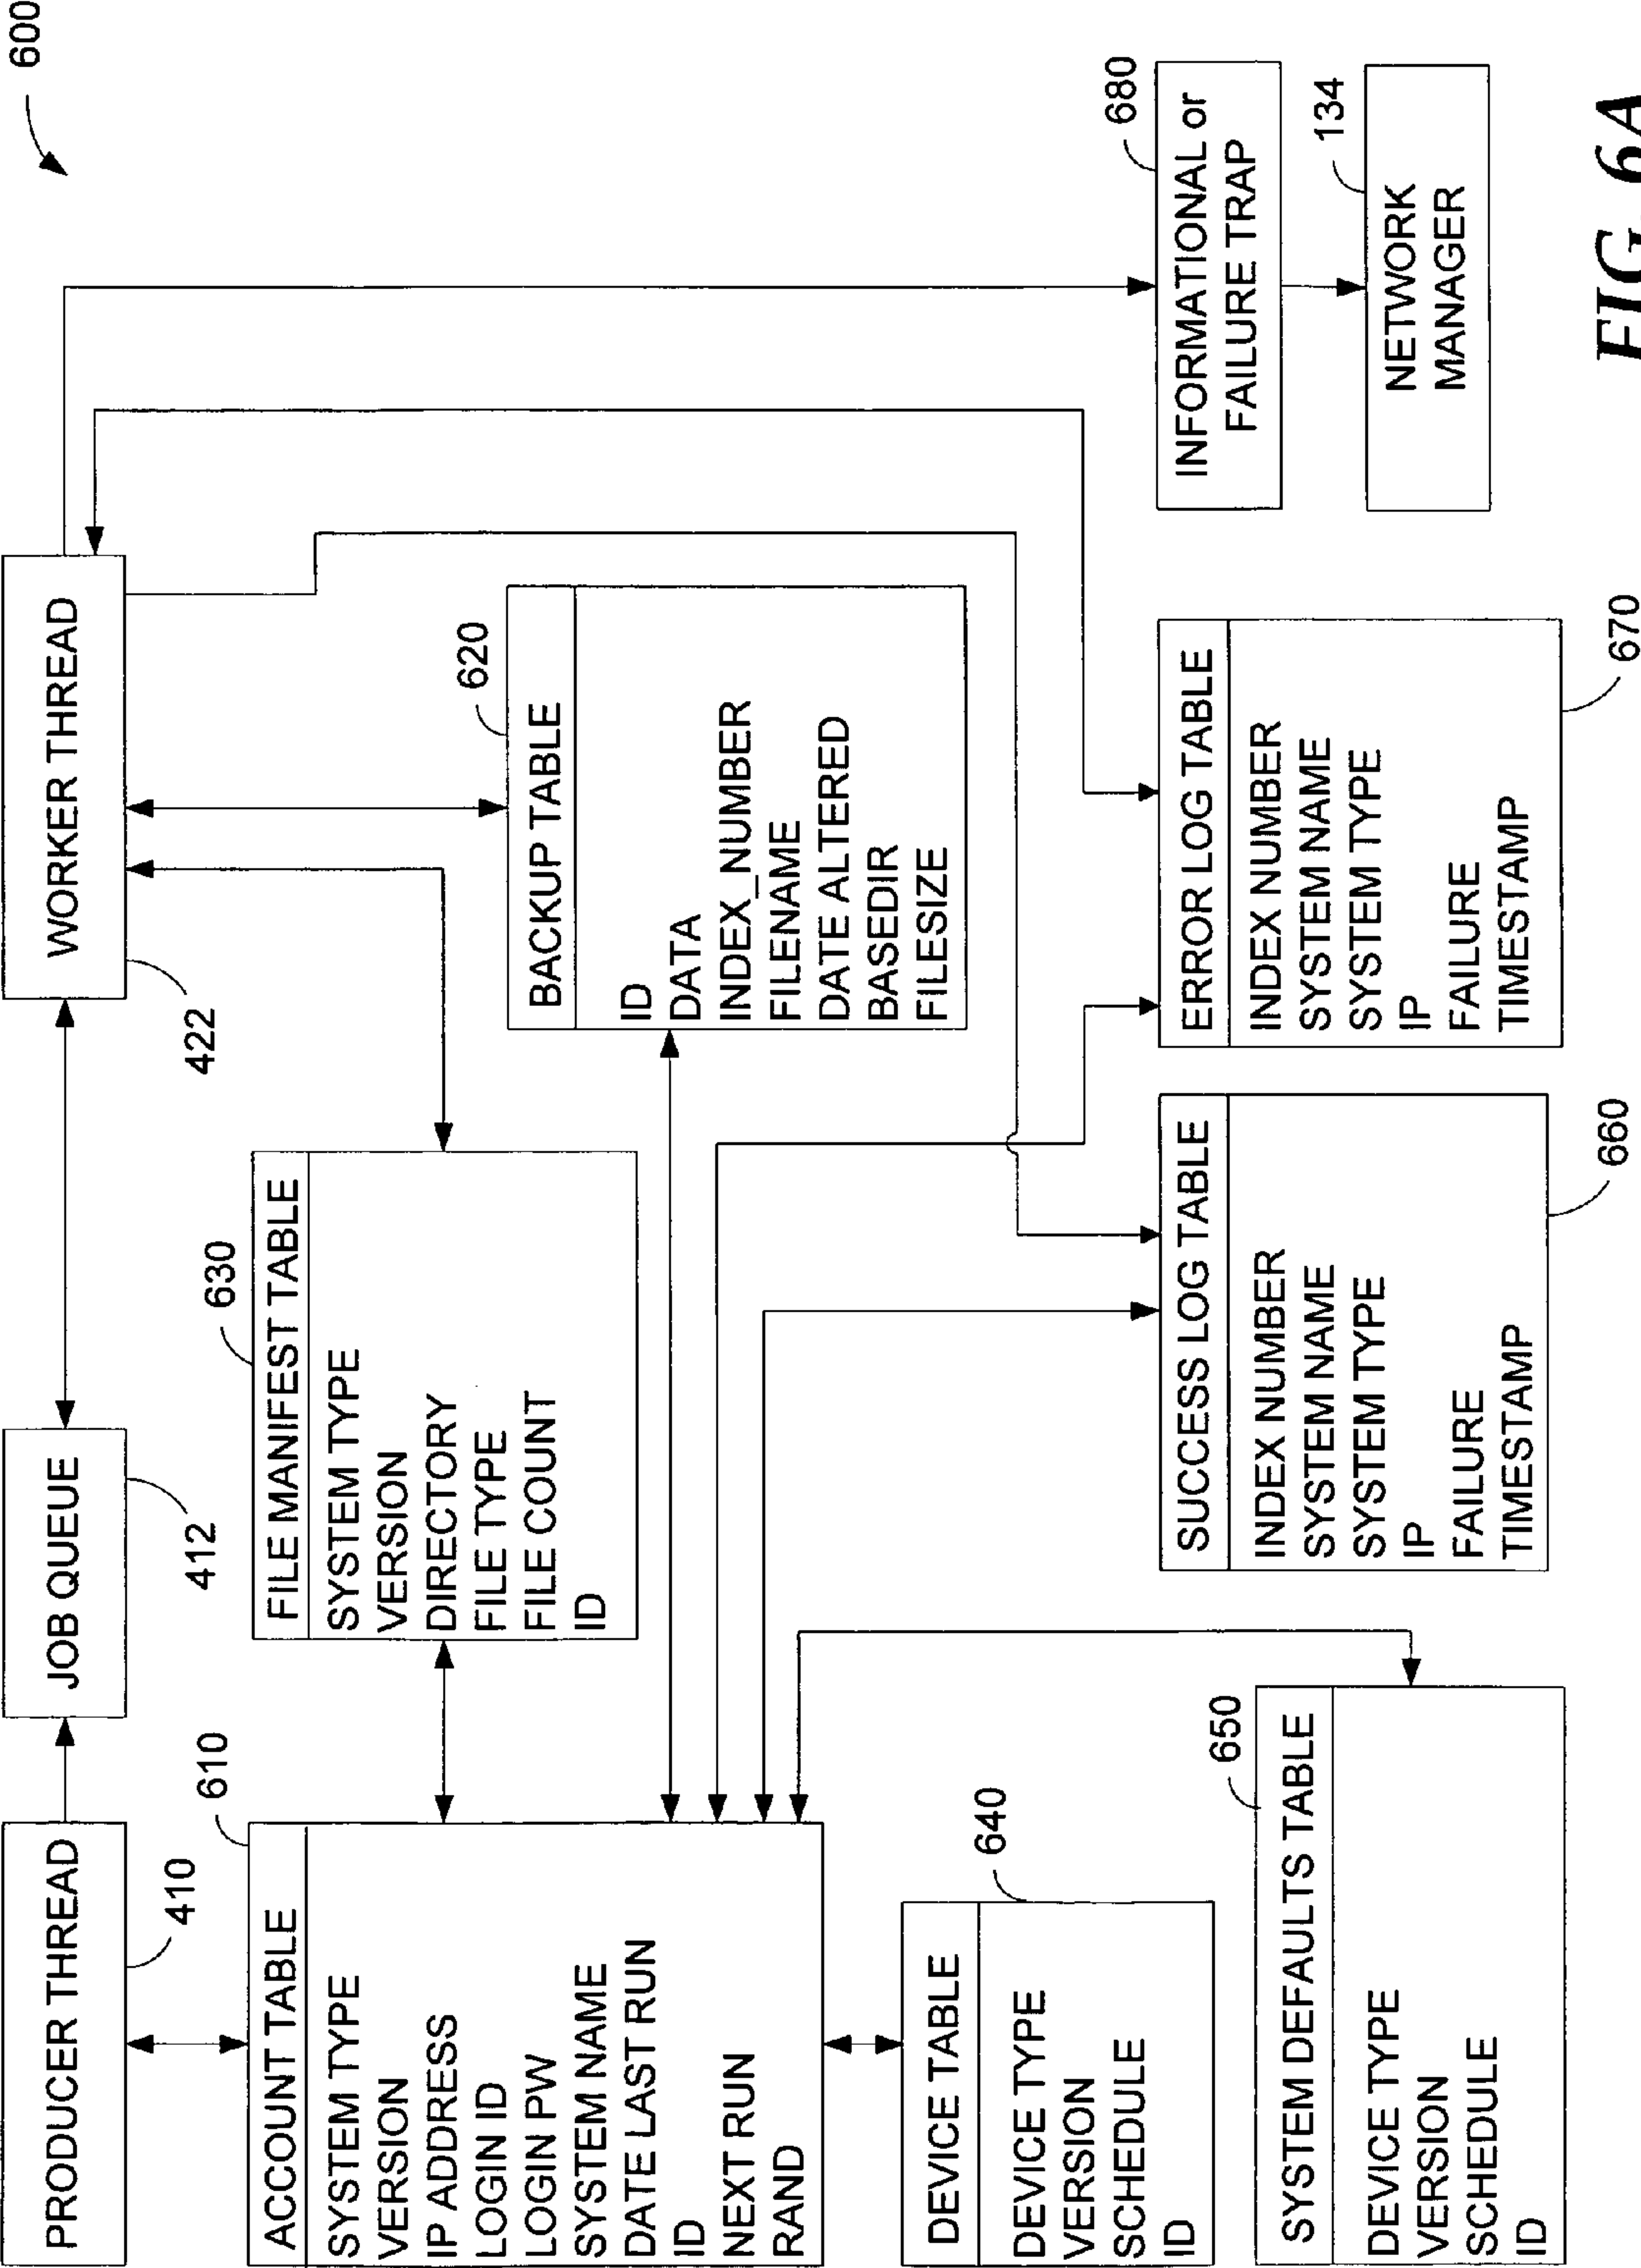 600
PRODUCER THREAD
410
JOB QUEUE
412
WORKER THREAD
422
610
ACCOUNT TABLE
SYSTEM TYPE
VERSION
IP ADDRESS
LOGIN ID
LOGIN PW
SYSTEM NAME
DATE LAST RUN
ID
NEXT RUN
RAND
630
FILE MANIFEST TABLE
SYSTEM TYPE
VERSION
DIRECTORY
FILE TYPE
FILE COUNT
ID
620
BACKUP TABLE
ID
DATA
INDEX_NUMBER
FILENAME
DATE ALTERED
BASEDIR
FILESIZE
640
DEVICE TABLE
DEVICE TYPE
VERSION
SCHEDULE
ID
650
SYSTEM DEFAULTS TABLE
DEVICE TYPE
VERSION
SCHEDULE
ID
SUCCESS LOG TABLE
INDEX NUMBER
SYSTEM NAME
SYSTEM TYPE
IP
FAILURE
TIMESTAMP
660
ERROR LOG TABLE
INDEX NUMBER
SYSTEM NAME
SYSTEM TYPE
IP
FAILURE
TIMESTAMP
670
680
INFORMATIONAL or
FAILURE TRAP
134
NETWORK
MANAGER
FIG. 6A